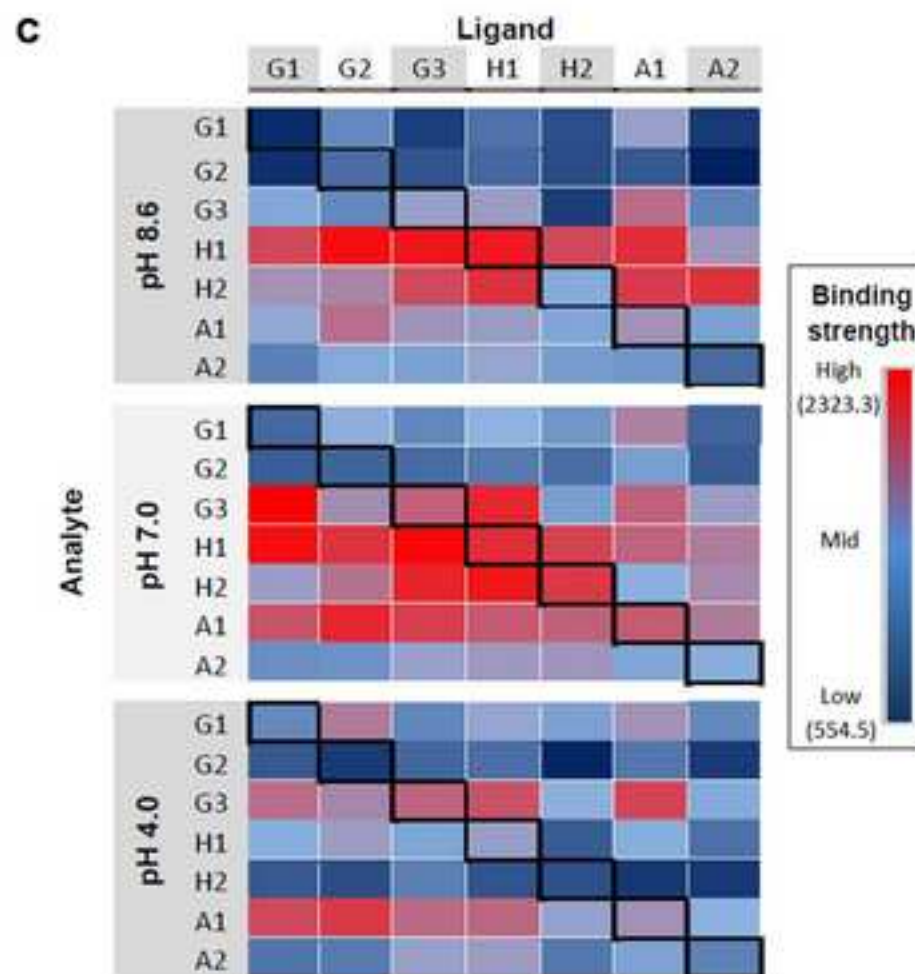 C
Ligand
G1 G2 G3 H1 H2 A1 A2
Analyte
pH 8.6
G1
G2
G3
H1
H2
A1
A2
pH 7.0
G1
G2
G3
H1
H2
A1
A2
pH 4.0
G1
G2
G3
H1
H2
A1
A2
Binding
strength
High
(2323.3)
Mid
Low
(554.5)